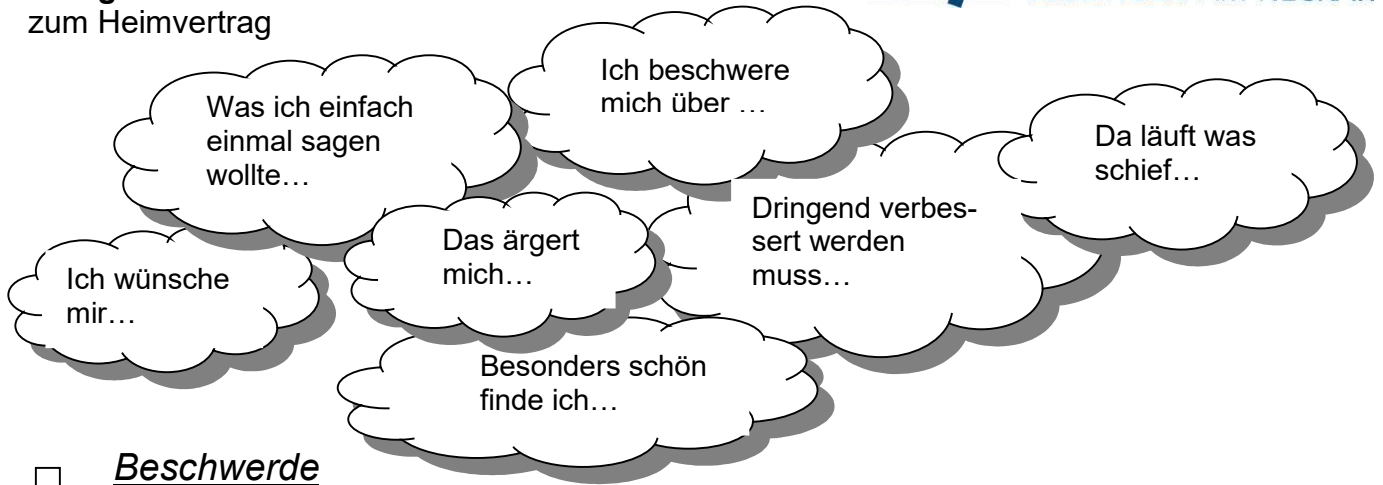 zum Heimvertrag
Ich beschwere
mich über …
Was ich einfach
einmal sagen
wollte…
Da läuft was
schief…
Dringend verbes-
sert werden
muss…
Das ärgert
mich…
Ich wünsche
mir…
Besonders schön
finde ich…
Beschwerde